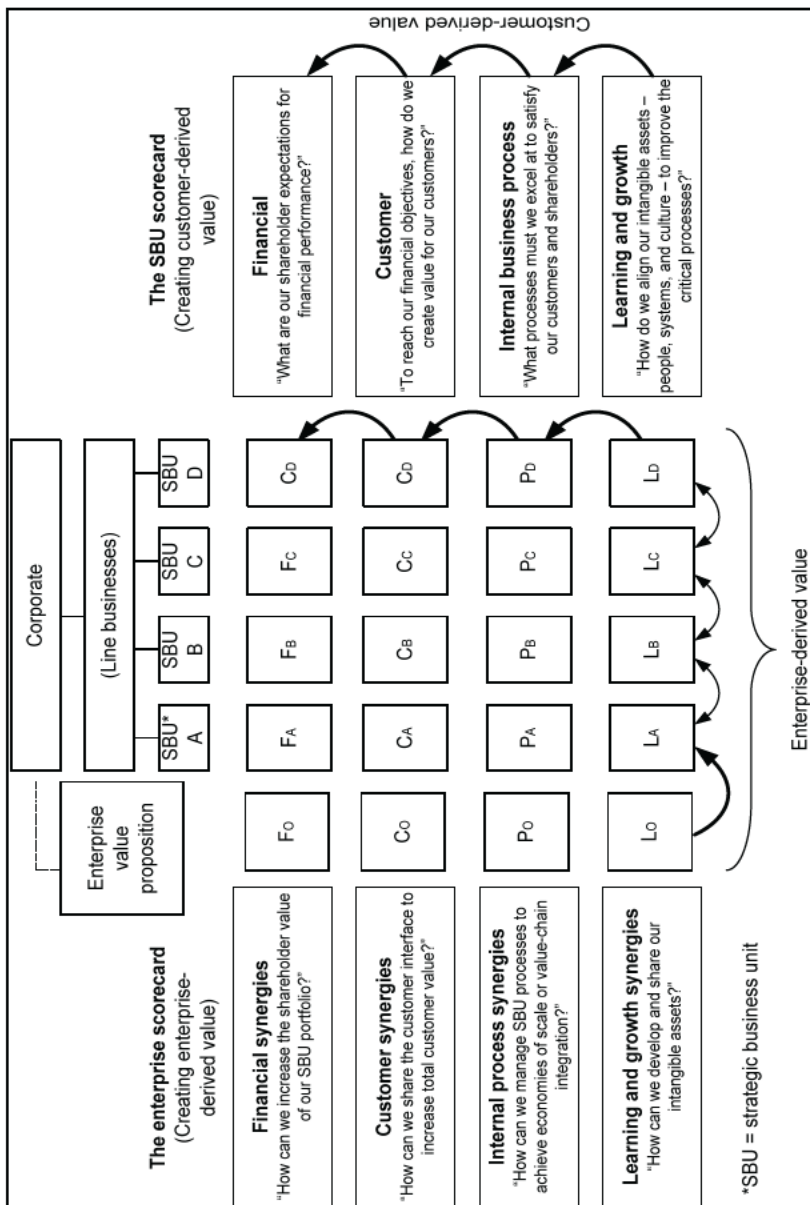 Corporate
(Line businesses)
Enterprise
value
proposition
SBU*
A
SBU
B
SBU
C
SBU
D
The enterprise scorecard
(Creating enterprise-
derived value)
The SBU scorecard
(Creating customer-derived
value)
Financial synergies
"How can we increase the shareholder value
of our SBU portfolio?"
FO
FA
FB
FC
CD
Financial
"What are our shareholder expectations for
financial performance?"
Customer synergies
"How can we share the customer interface to
increase total customer value?"
CO
CA
CB
CC
CD
Customer
"To reach our financial objectives, how do we
create value for our customers?"
Internal process synergies
"How can we manage SBU processes to
achieve economies of scale or value-chain
integration?"
PO
PA
PB
PC
PD
Internal business process
"What processes must we excel at to satisfy
our customers and shareholders?"
Learning and growth synergies
"How can we develop and share our
intangible assets?"
LO
LA
LB
LC
LD
Learning and growth
"How do we align our intangible assets –
people, systems, and culture – to improve the
critical processes?"
Customer-derived value
Enterprise-derived value
*SBU = strategic business unit